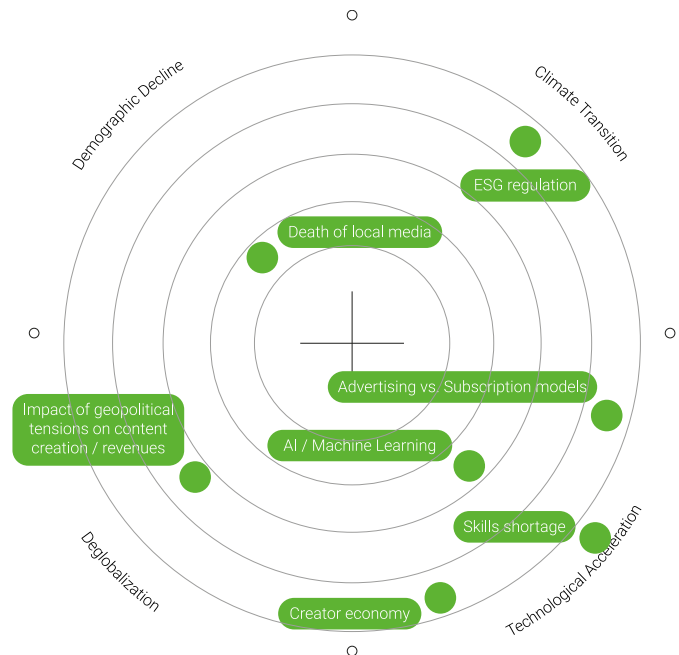 Demographic Decline
Climate Transition
ESG regulation
Death of local media
Advertising vs. Subscription models
Impact of geopolitical
tensions on content
creation / revenues
AI / Machine Learning
Skills shortage
Deglobalization
Technological Acceleration
Creator economy